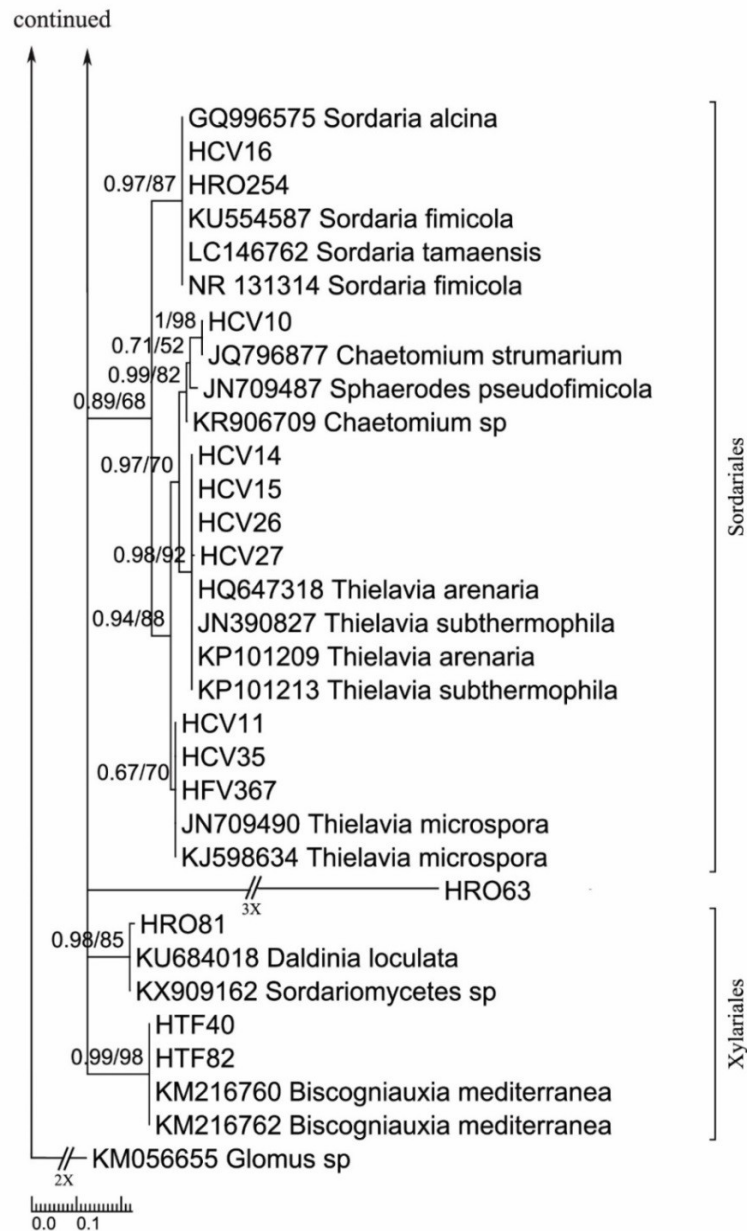 continued
GQ996575 Sordaria alcina
HCV16
0.97/87
HRO254
KU554587 Sordaria fimicola
LC146762 Sordaria tamaensis
NR 131314 Sordaria fimicola
1/98
HCV10
0.71/52
JQ796877 Chaetomium strumarium
0.99/82
JN709487 Sphaerodes pseudofimicola
0.89/68
KR906709 Chaetomium sp
0.97/70
HCV14
HCV15
HCV26
0.98/92
HCV27
HQ647318 Thielavia arenaria
0.94/88
JN390827 Thielavia subthermophila
KP101209 Thielavia arenaria
KP101213 Thielavia subthermophila
HCV11
HCV35
0.67/70
HFV367
JN709490 Thielavia microspora
KJ598634 Thielavia microspora
Sordariales
HRO63
3X
HRO81
0.98/85
KU684018 Daldinia loculata
KX909162 Sordariomycetes sp
HTF40
0.99/98
HTF82
KM216760 Biscogniauxia mediterranea
KM216762 Biscogniauxia mediterranea
Xylariales
KM056655 Glomus sp
2X
0.0 0.1